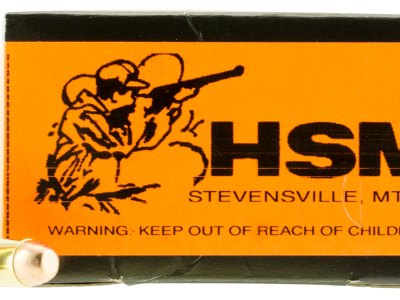 HSM
STEVENSVILLE, MT
WARNING. KEEP OUT OF REACH OF CHILD